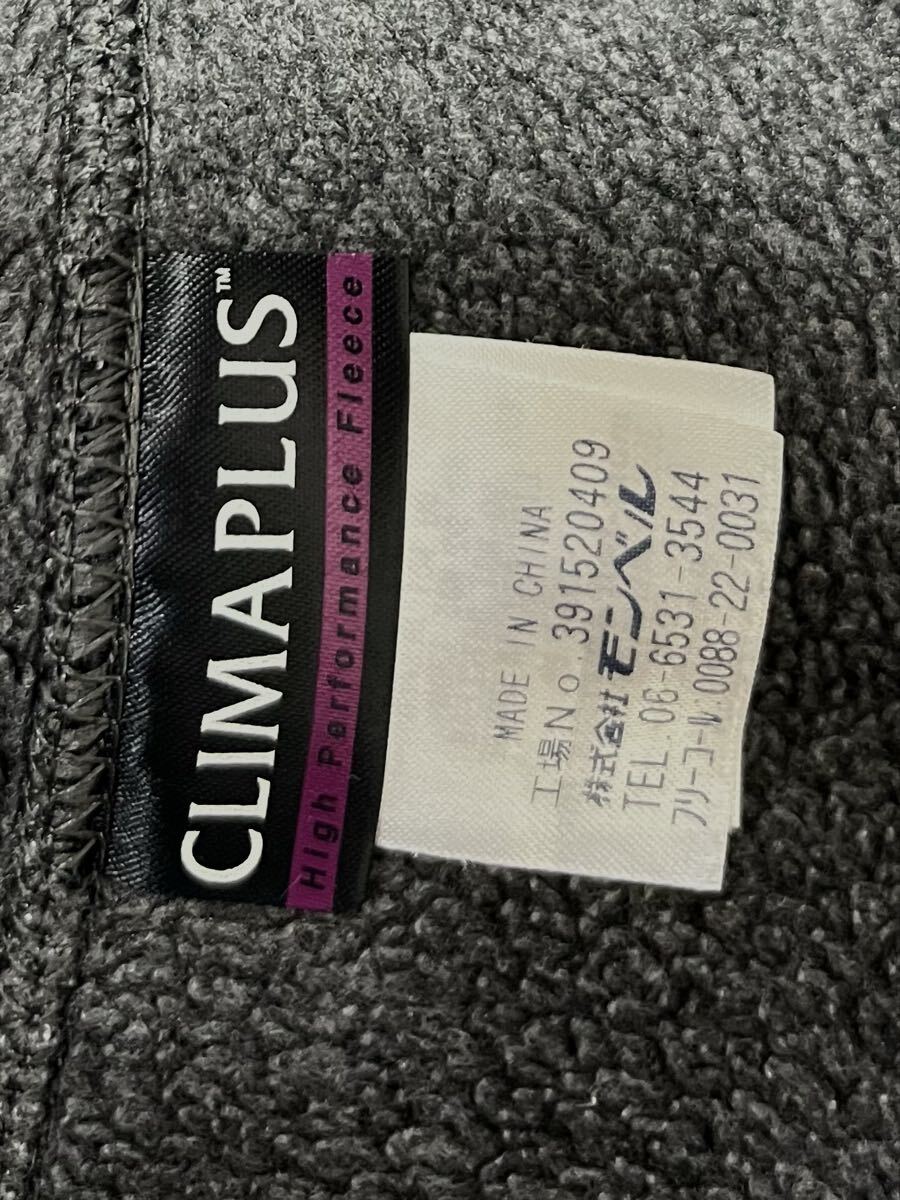 CLIMAPLUS™
High Performance Fleece
MADE IN CHINA
工場No.391520409
株式会社モンベル
TEL.06-6531-3544
フリーコール.0088-22-0031